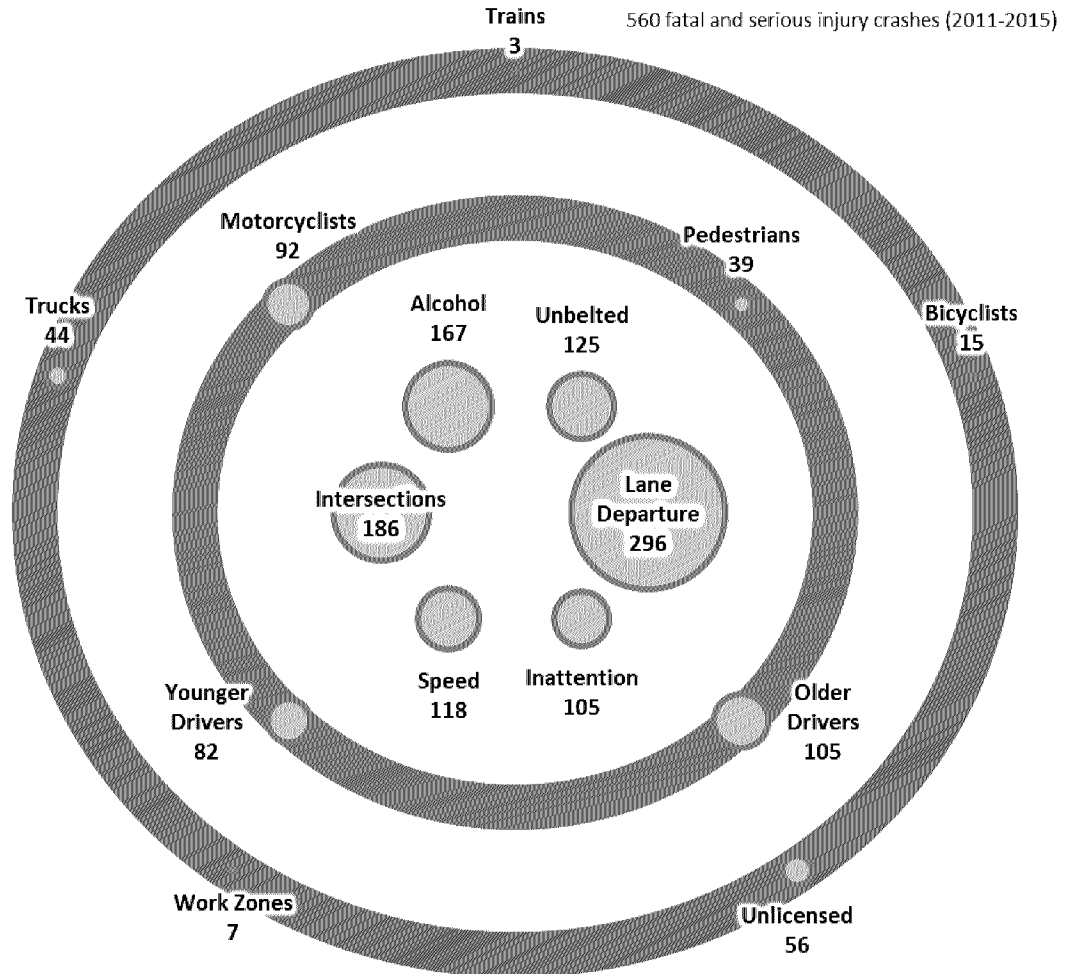 Trains
3
560 fatal and serious injury crashes (2011-2015)
Motorcyclists
92
Pedestrians
39
Trucks
44
Alcohol
167
Unbelted
125
Bicyclists
15
Intersections
186
Lane
Departure
296
Speed
118
Inattention
105
Younger
Drivers
82
Older
Drivers
105
Work Zones
7
Unlicensed
56